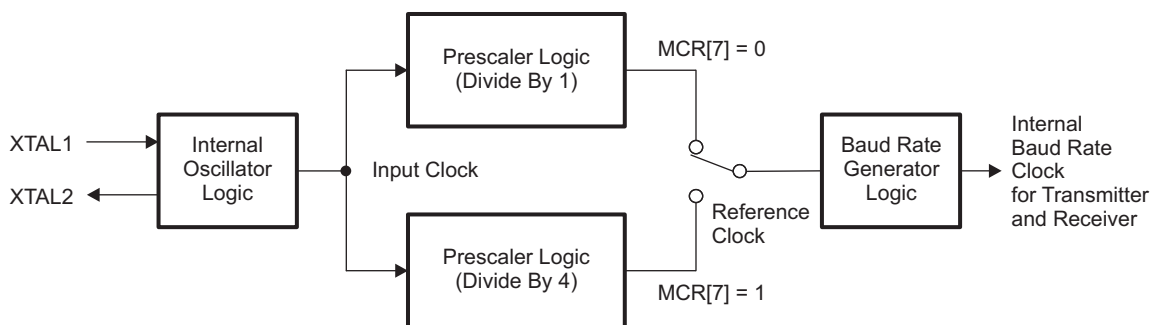 XTAL1
XTAL2
Internal
Oscillator
Logic
Input Clock
Prescaler Logic
(Divide By 1)
MCR[7] = 0
Prescaler Logic
(Divide By 4)
MCR[7] = 1
Reference
Clock
Baud Rate
Generator
Logic
Internal
Baud Rate
Clock
for Transmitter
and Receiver